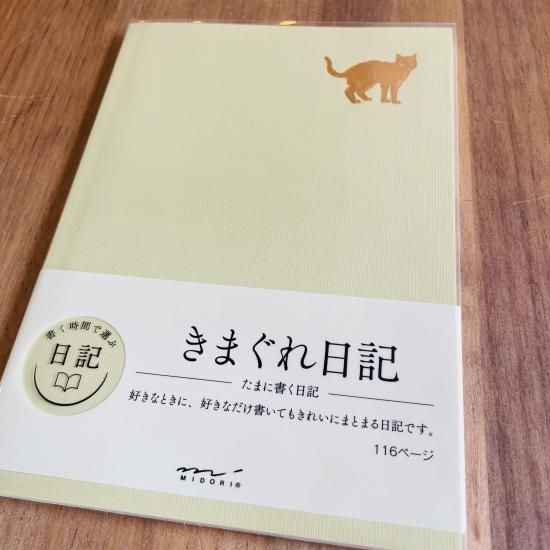 書く時間で選ぶ
日記
きまぐれ日記
たまに書く日記
好きなときに、好きなだけ書いてもきれいにまとまる日記です。
116ページ
MIDORI®